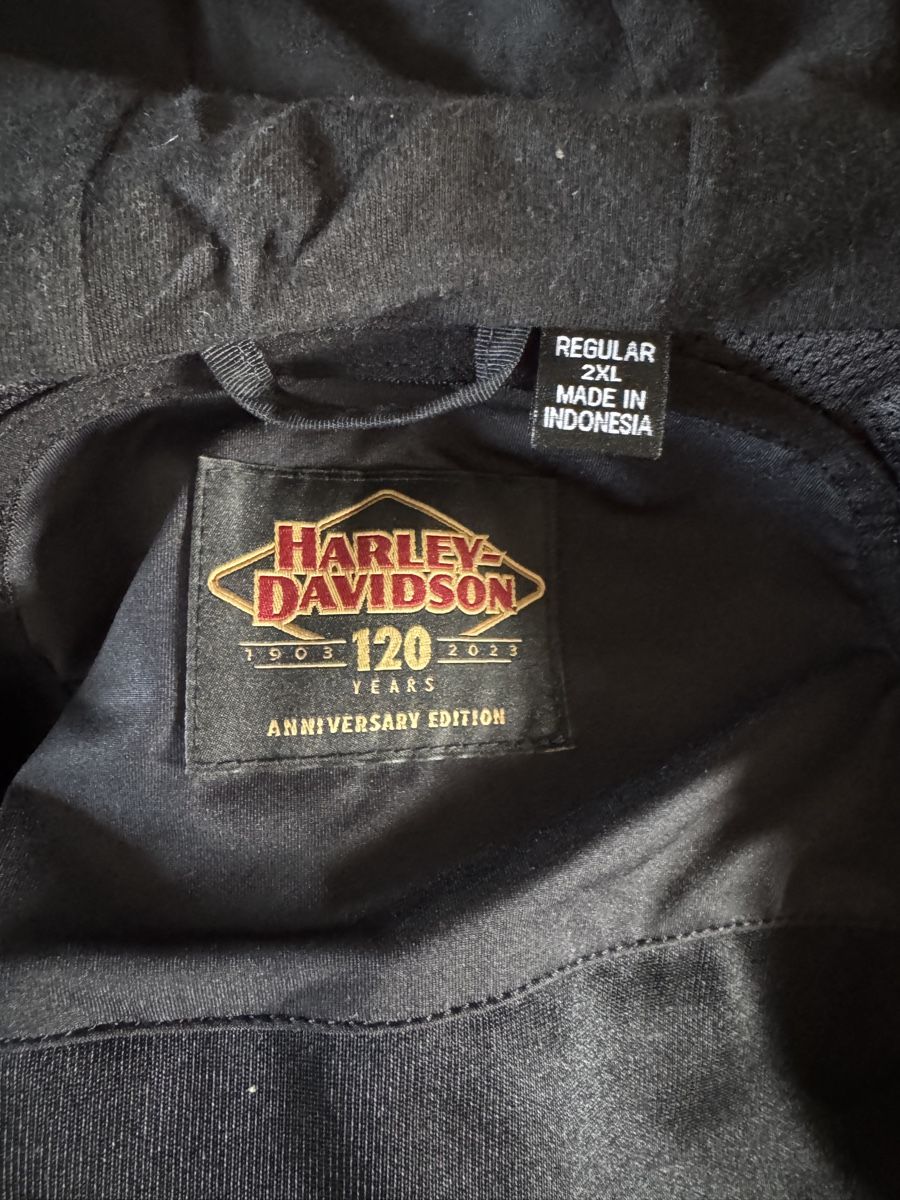 REGULAR
2XL
MADE IN
INDONESIA
HARLEY-
DAVIDSON
1903 120 2023
YEARS
ANNIVERSARY EDITION